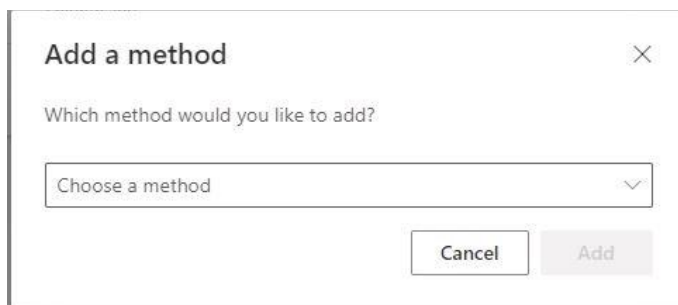 Add a method
Which method would you like to add?
Choose a method
Cancel
Add